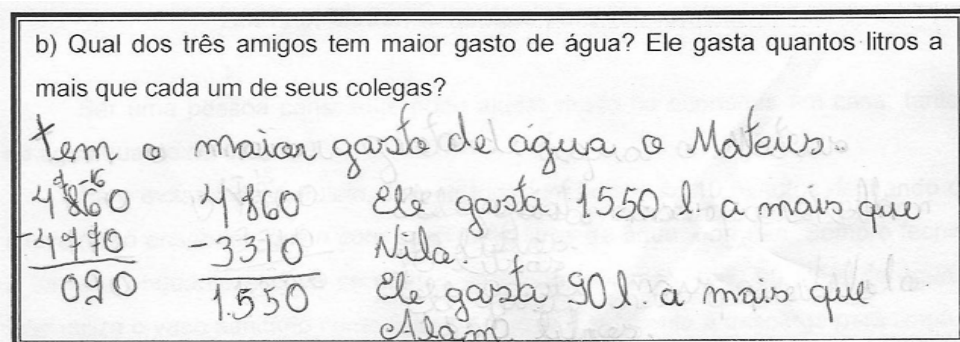 b) Qual dos três amigos tem maior gasto de água? Ele gasta quantos litros a
mais que cada um de seus colegas?
tem o maior gasto de água o Mateus.
4860 4860 Ele gasta 1550 l a mais que
-4770 -3310 Nila
090 1.550 Ele gasta 90 l a mais que
Alam